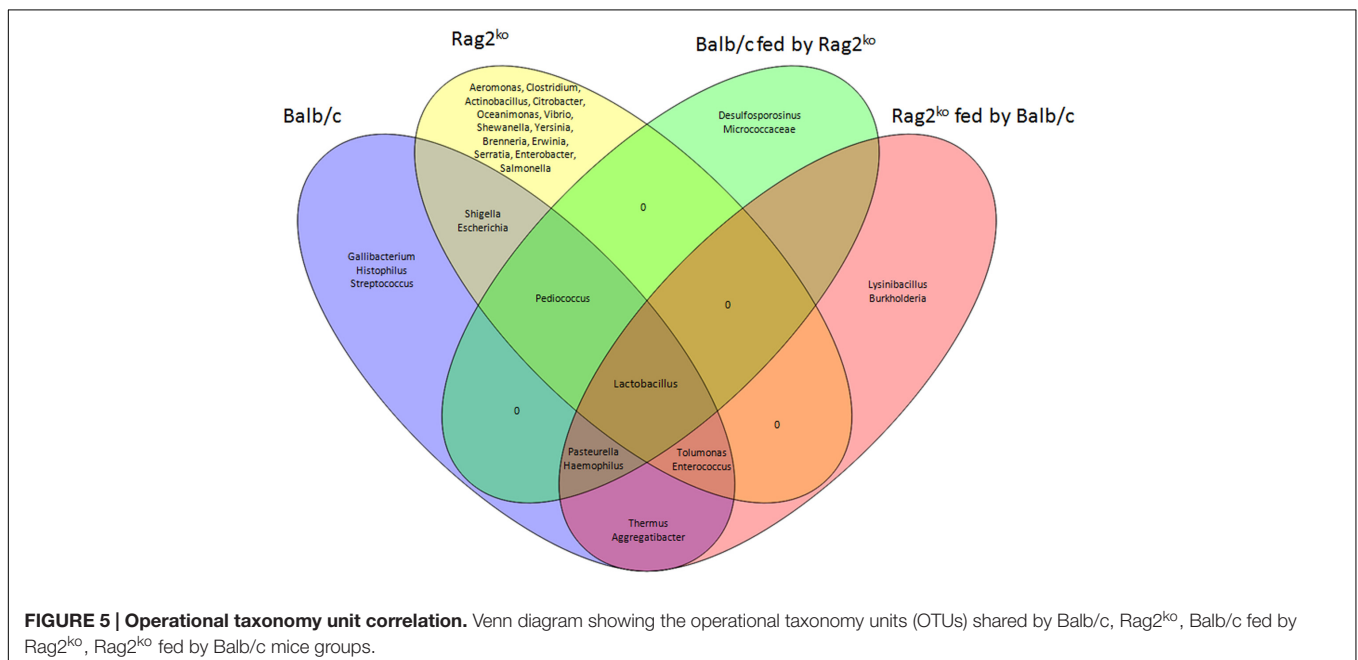 Rag2ko
Balb/c fed by Rag2ko
Balb/c
Rag2ko fed by Balb/c
Aeromonas, Clostridium,
Actinobacillus, Citrobacter,
Oceanimonas, Vibrio,
Shewanella, Yersinia,
Brenneria, Erwinia,
Serratia, Enterobacter,
Salmonella
Desulfosporosinus
Micrococcaceae
Shigella
Escherichia
0
Gallibacterium
Histophilus
Streptococcus
Pediococcus
0
Lysinibacillus
Burkholderia
Lactobacillus
0
0
Pasteurella
Haemophilus
Tolumonas
Enterococcus
Thermus
Aggregatibacter
FIGURE 5 | Operational taxonomy unit correlation. Venn diagram showing the operational taxonomy units (OTUs) shared by Balb/c, Rag2ko, Balb/c fed by
Rag2ko, Rag2ko fed by Balb/c mice groups.